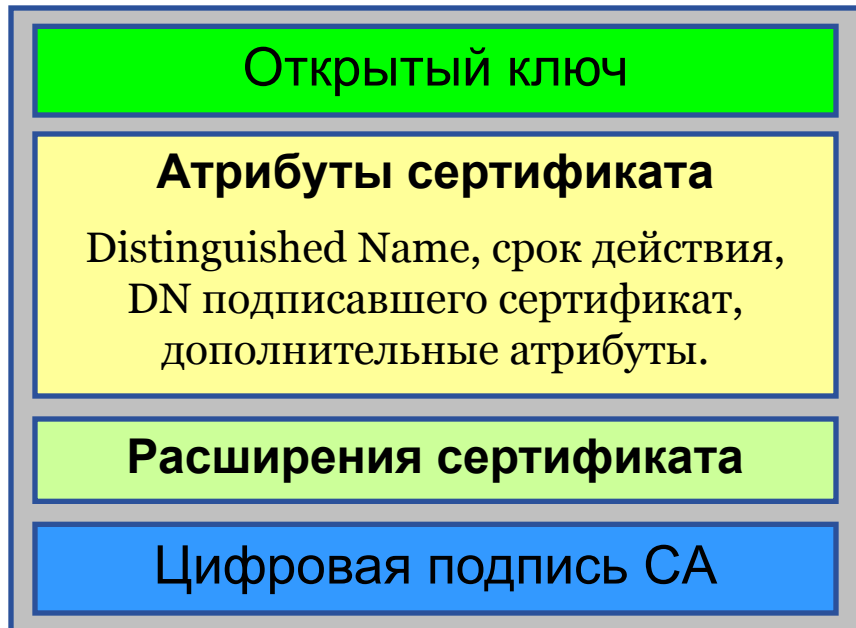 Открытый ключ
Атрибуты сертификата
Distinguished Name, срок действия,
DN подписавшего сертификат,
дополнительные атрибуты.
Расширения сертификата
Цифровая подпись CA